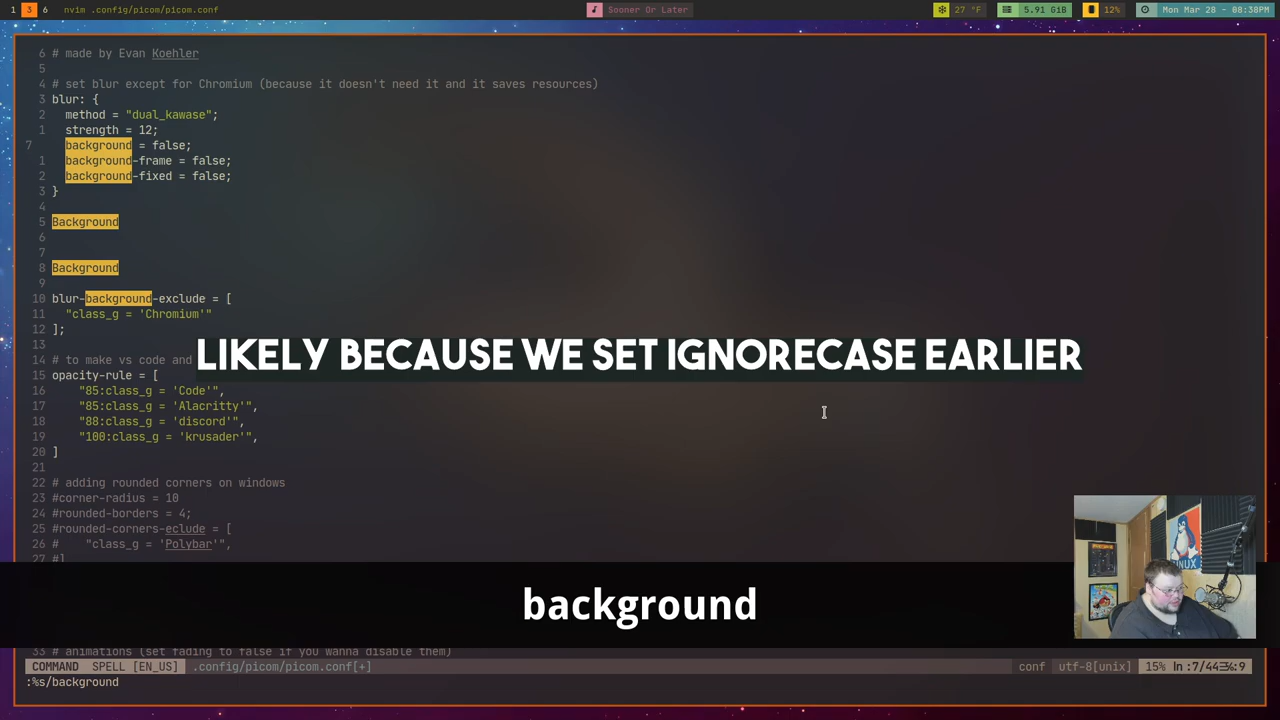 1 3 6 nvim .config/picom/picom.conf Sooner Or Later 27 °F 5.91 GiB 12% Mon Mar 28 - 08:38PM
6 # made by Evan Koehler
5
4 # set blur except for Chromium (because it doesn't need it and it saves resources)
3 blur: {
2 method = "dual_kawase";
1 strength = 12;
7 background = false;
1 background-frame = false;
2 background-fixed = false;
3 }
4
5 Background
6
7
8 Background
9
10 blur-background-exclude = [
11 "class_g = 'Chromium'"
12 ];
13
14 # to make vs code and
LIKELY BECAUSE WE SET IGNORECASE EARLIER
15 opacity-rule = [
16 "85:class_g = 'Code'",
17 "85:class_g = 'Alacritty'",
18 "88:class_g = 'discord'",
19 "100:class_g = 'krusader'",
20 ]
21
22 # adding rounded corners on windows
23 #corner-radius = 10
24 #rounded-borders = 4;
25 #rounded-corners-eclude = [
26 # "class_g = 'Polybar'",
27 #]
background
33 # animations (set fading to false if you wanna disable them)
COMMAND SPELL [EN_US] .config/picom/picom.conf[+] conf utf-8[unix] 15% ln :7/44
:%s/background